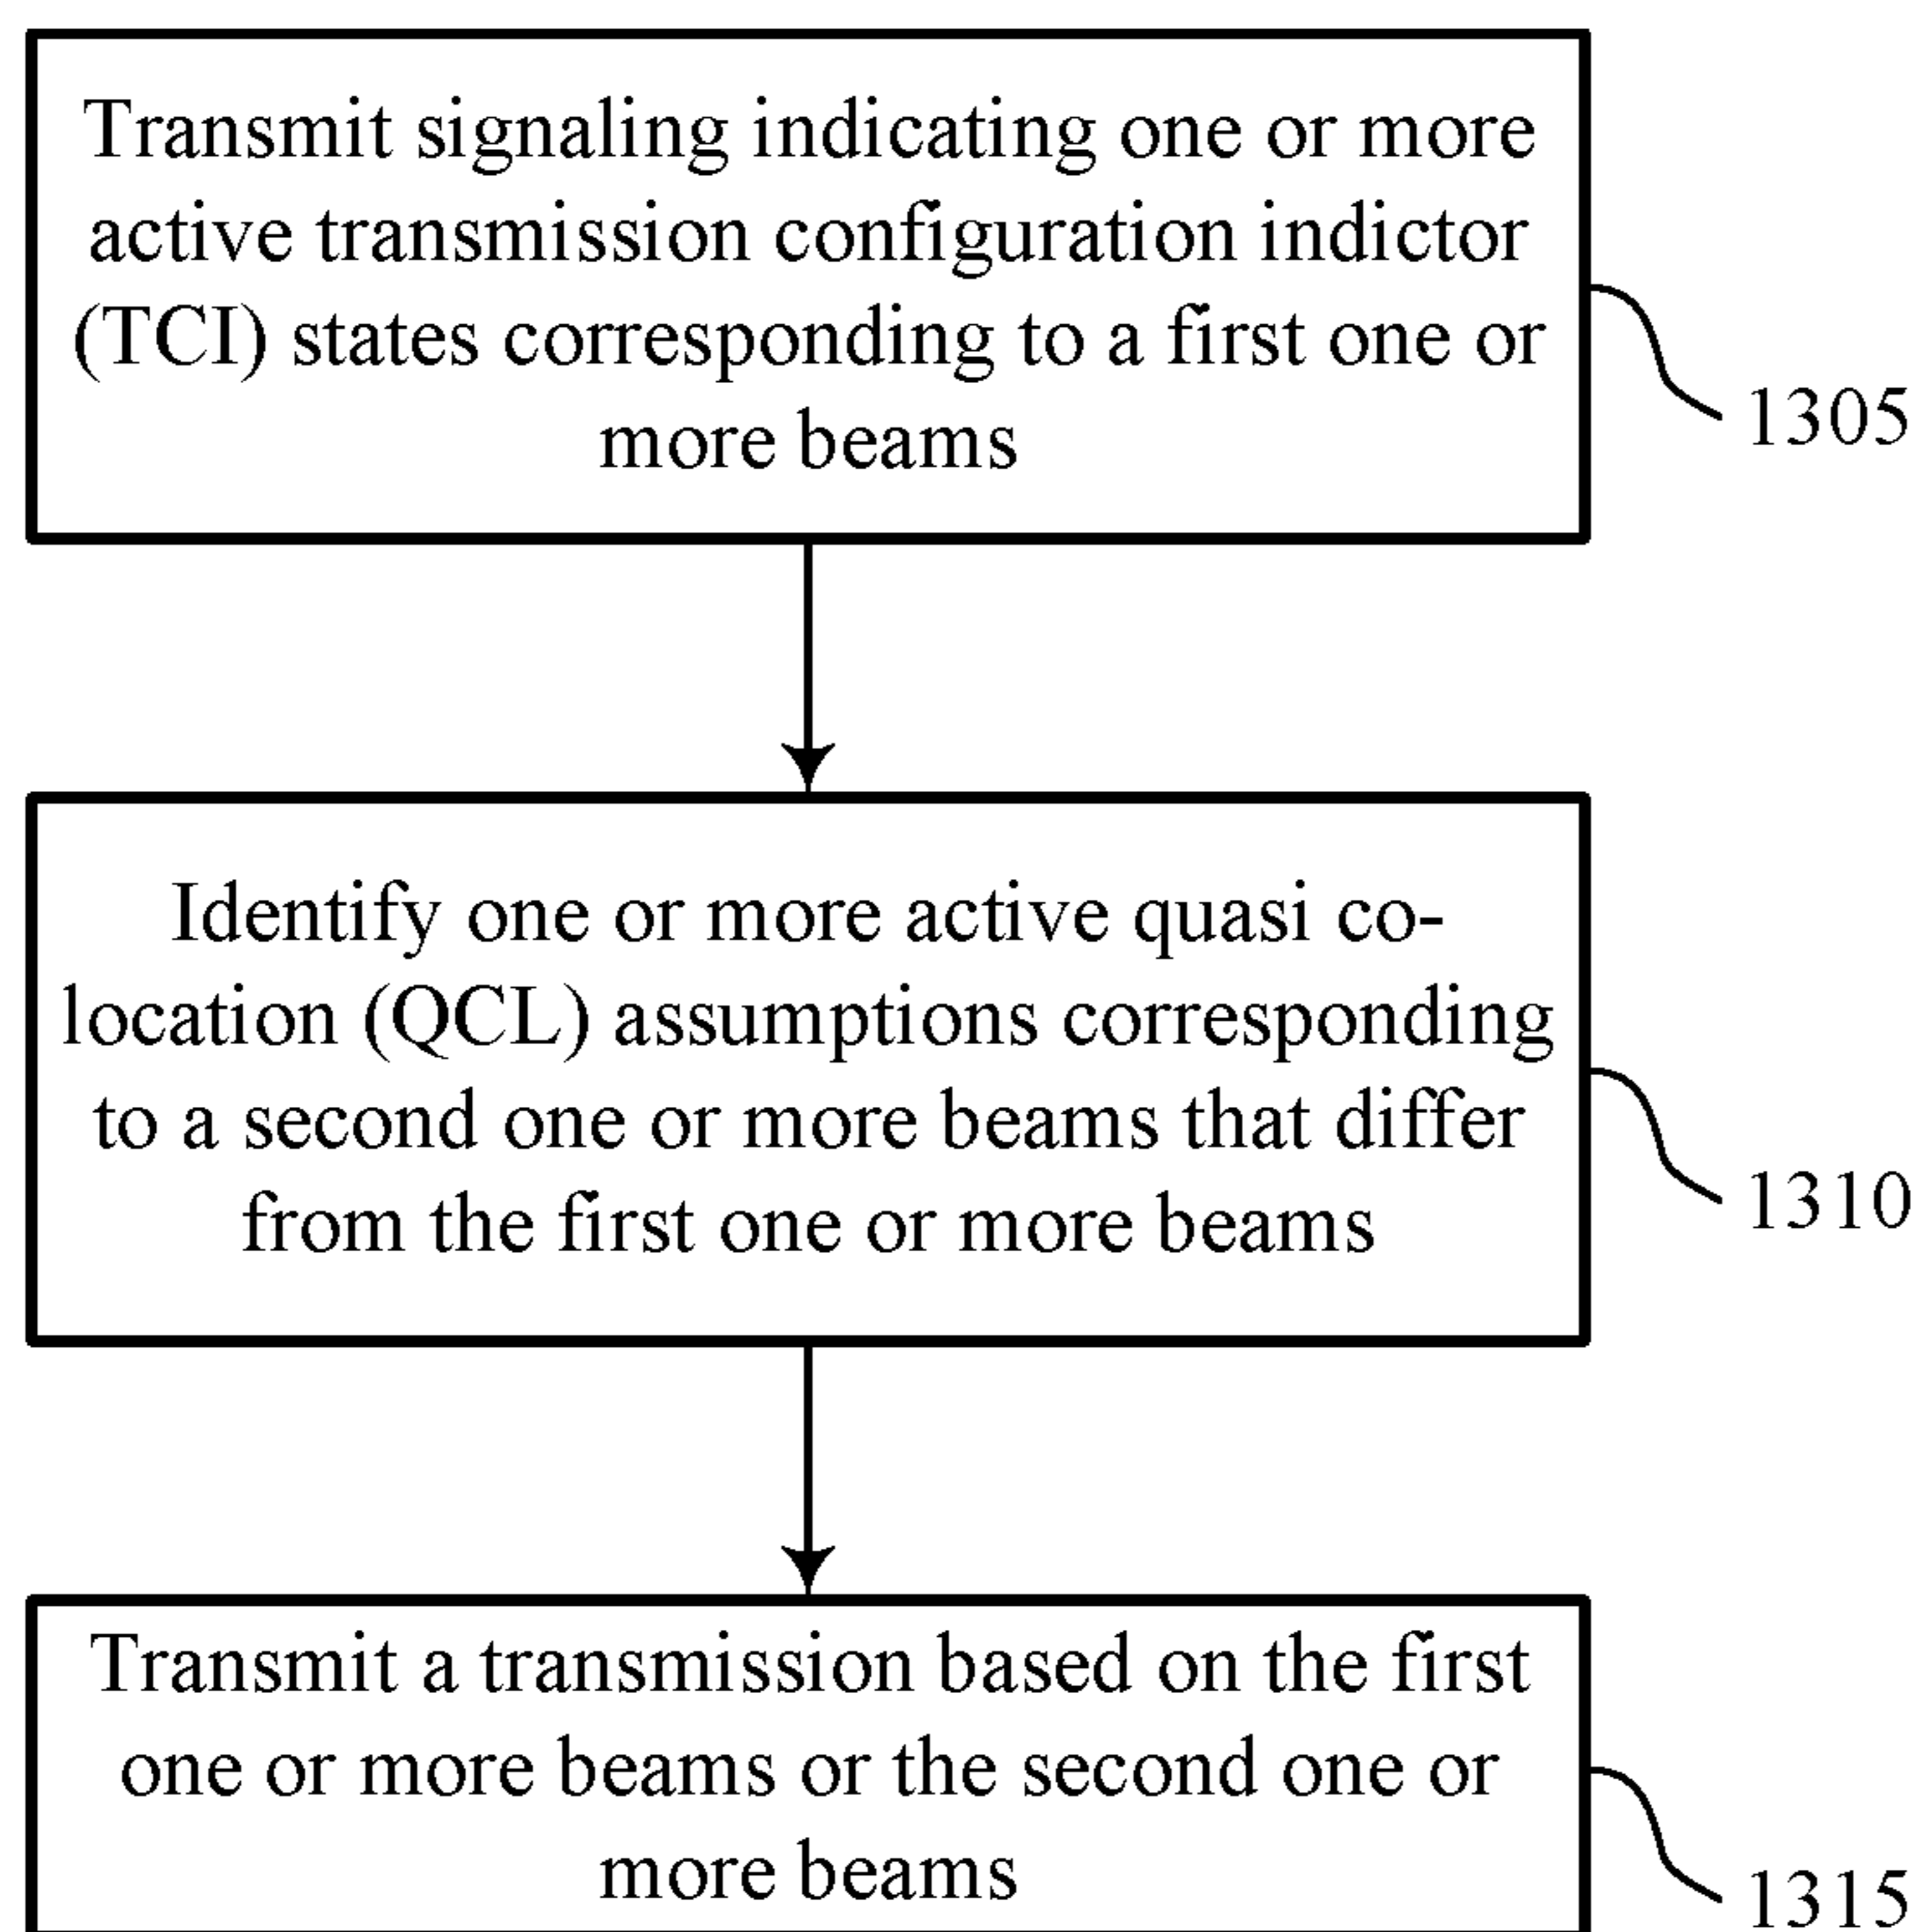 Transmit signaling indicating one or more
active transmission configuration indictor
(TCI) states corresponding to a first one or
more beams
1305
Identify one or more active quasi co-
location (QCL) assumptions corresponding
to a second one or more beams that differ
from the first one or more beams
1310
Transmit a transmission based on the first
one or more beams or the second one or
more beams
1315